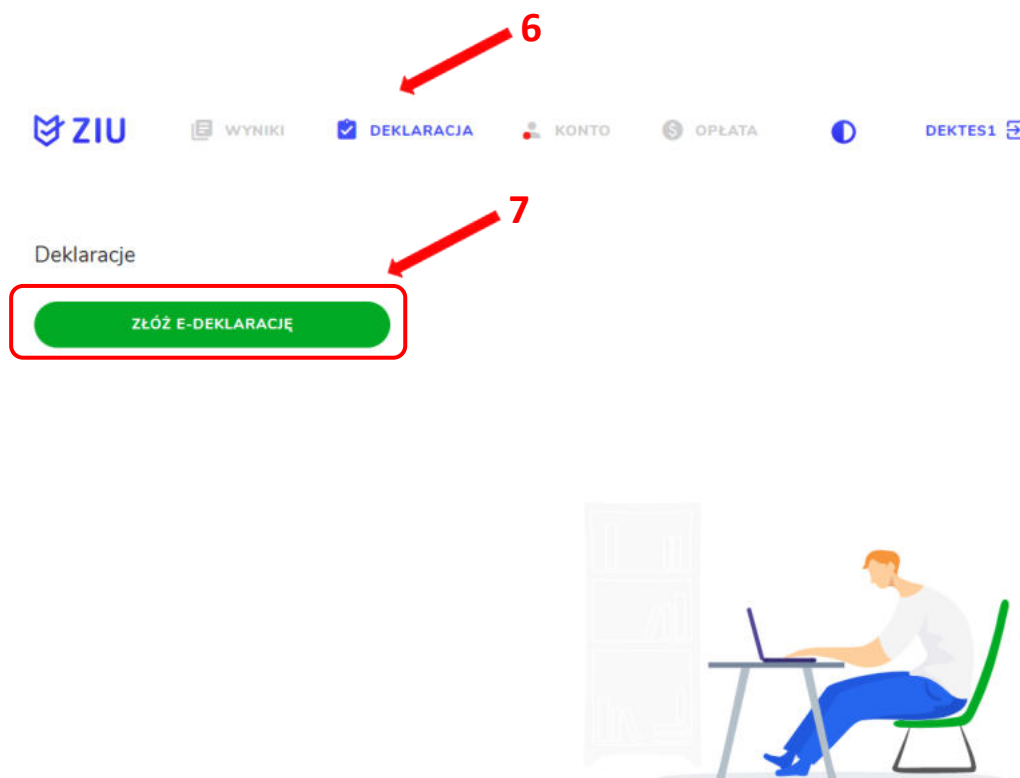 6
ZIU WYNIKI DEKLARACJA KONTO OPŁATA DEKTES1
7
Deklaracje
ZŁÓŻ E-DEKLARACJĘ